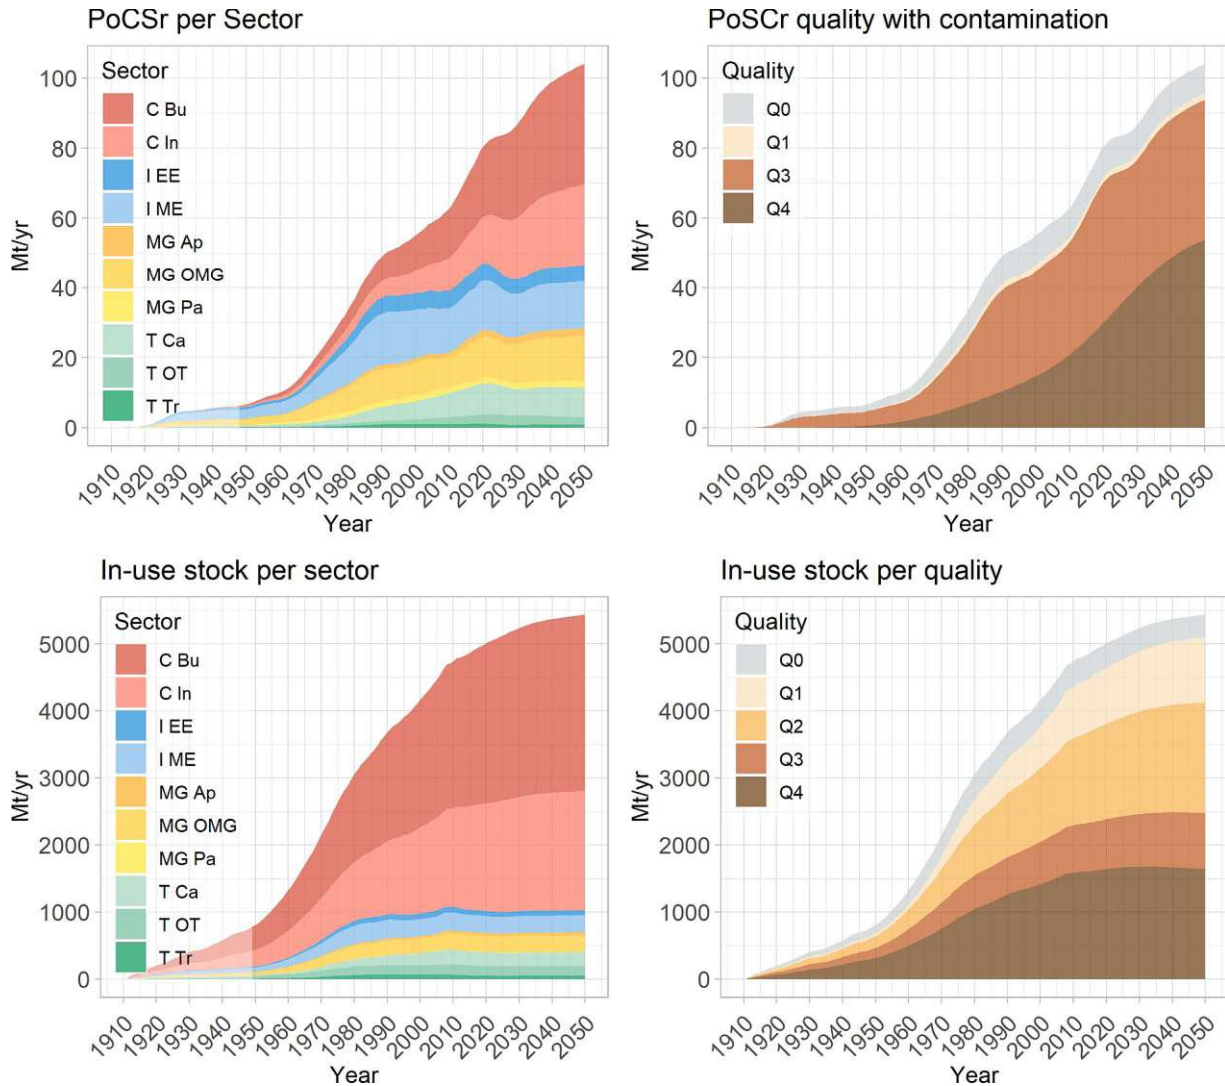 PoCSr per Sector
Mt/yr
100
80
60
40
20
0
Sector
C Bu
C In
I EE
I ME
MG Ap
MG OMG
MG Pa
T Ca
T OT
T Tr
1910 1920 1930 1940 1950 1960 1970 1980 1990 2000 2010 2020 2030 2040 2050
Year
PoSCr quality with contamination
Mt/yr
100
80
60
40
20
0
Quality
Q0
Q1
Q3
Q4
1910 1920 1930 1940 1950 1960 1970 1980 1990 2000 2010 2020 2030 2040 2050
Year
In-use stock per sector
Mt/yr
5000
4000
3000
2000
1000
0
Sector
C Bu
C In
I EE
I ME
MG Ap
MG OMG
MG Pa
T Ca
T OT
T Tr
1910 1920 1930 1940 1950 1960 1970 1980 1990 2000 2010 2020 2030 2040 2050
Year
In-use stock per quality
Mt/yr
5000
4000
3000
2000
1000
0
Quality
Q0
Q1
Q2
Q3
Q4
1910 1920 1930 1940 1950 1960 1970 1980 1990 2000 2010 2020 2030 2040 2050
Year